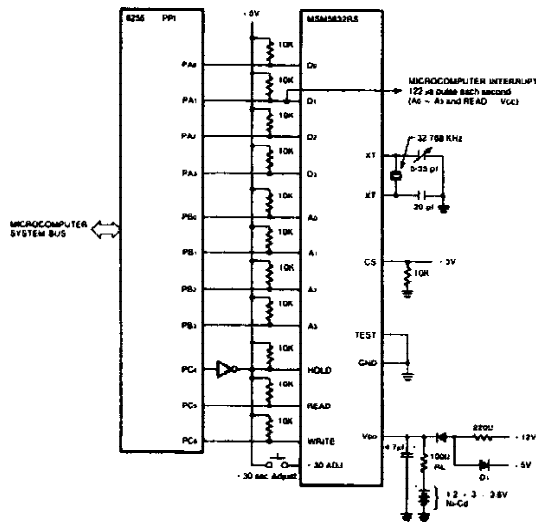 8255 PPI
- 5V
MSM5832RS
10K
PA0
D0
10K
PA1
D1
MICROCOMPUTER INTERRUPT
122 µs pulse each second
(A0 ~ A3 and READ VCC)
10K
PA2
D2
32 768 KHz
10K
PA3
D3
XT
5-35 pf
10K
PB0
A0
XT
20 pf
MICROCOMPUTER
SYSTEM BUS
10K
PB1
A1
10K
PB2
A2
CS
10K
10K
PB3
A3
TEST
10K
GND
PC4
HOLD
10K
PC5
READ
10K
PC6
WRITE
VDD
220Ω
- 12V
100Ω
RL
- 5V
D1
- 30 sec Adjust
- 30 ADJ
Ni-Cd